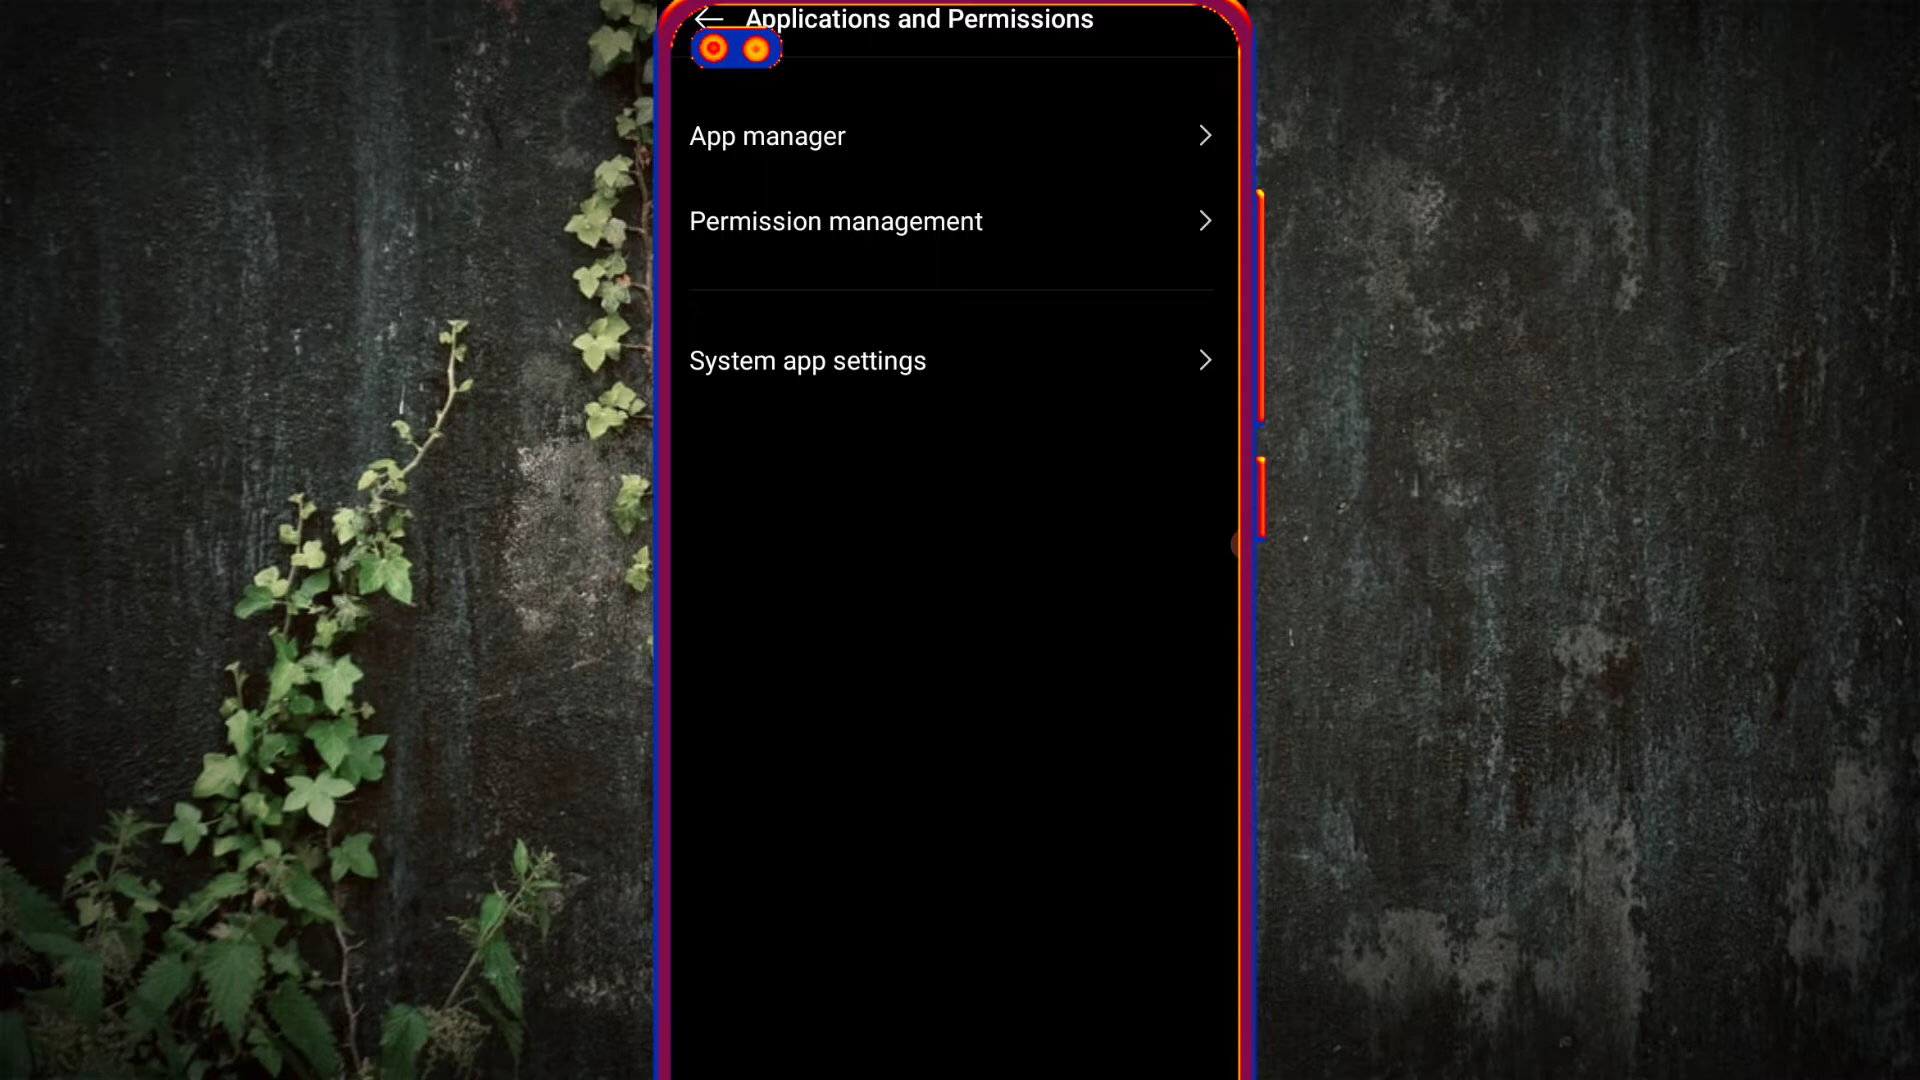 Applications and Permissions
App manager
Permission management
System app settings